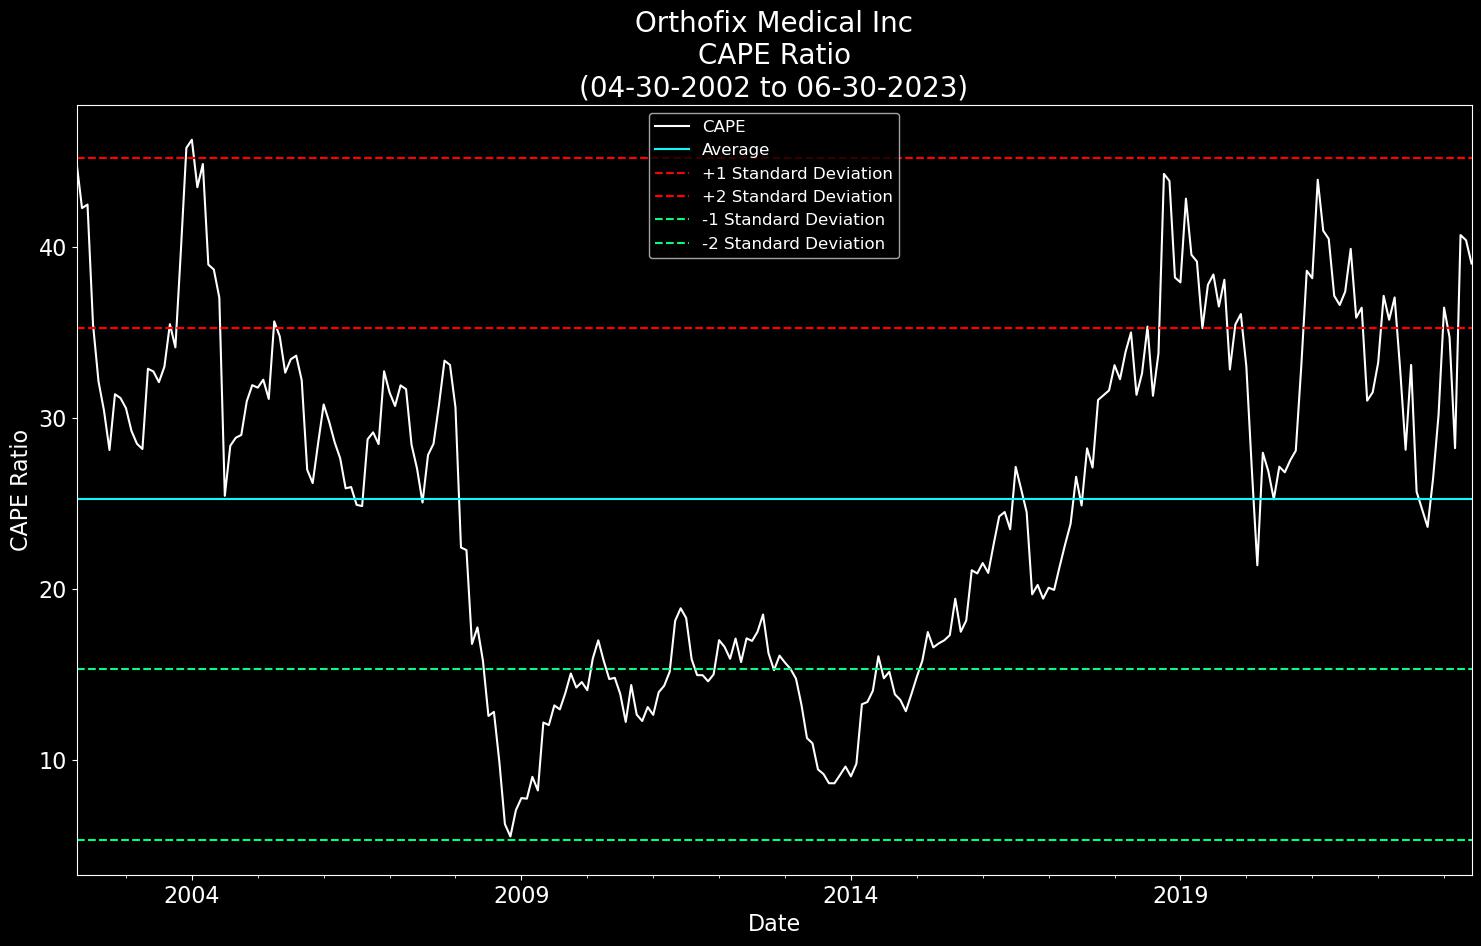 Orthofix Medical Inc
CAPE Ratio
(04-30-2002 to 06-30-2023)
CAPE
Average
+1 Standard Deviation
+2 Standard Deviation
-1 Standard Deviation
-2 Standard Deviation
CAPE Ratio
40
30
20
10
2004 2009 2014 2019
Date